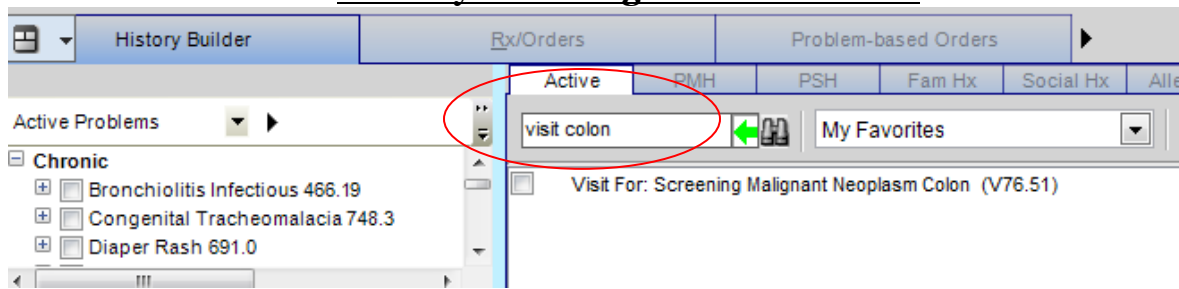 History Builder
Rx/Orders
Problem-based Orders
Active
PMH
PSH
Fam Hx
Social Hx
Active Problems
visit colon
My Favorites
Chronic
Bronchiolitis Infectious 466.19
Congenital Tracheomalacia 748.3
Diaper Rash 691.0
Visit For: Screening Malignant Neoplasm Colon (V76.51)